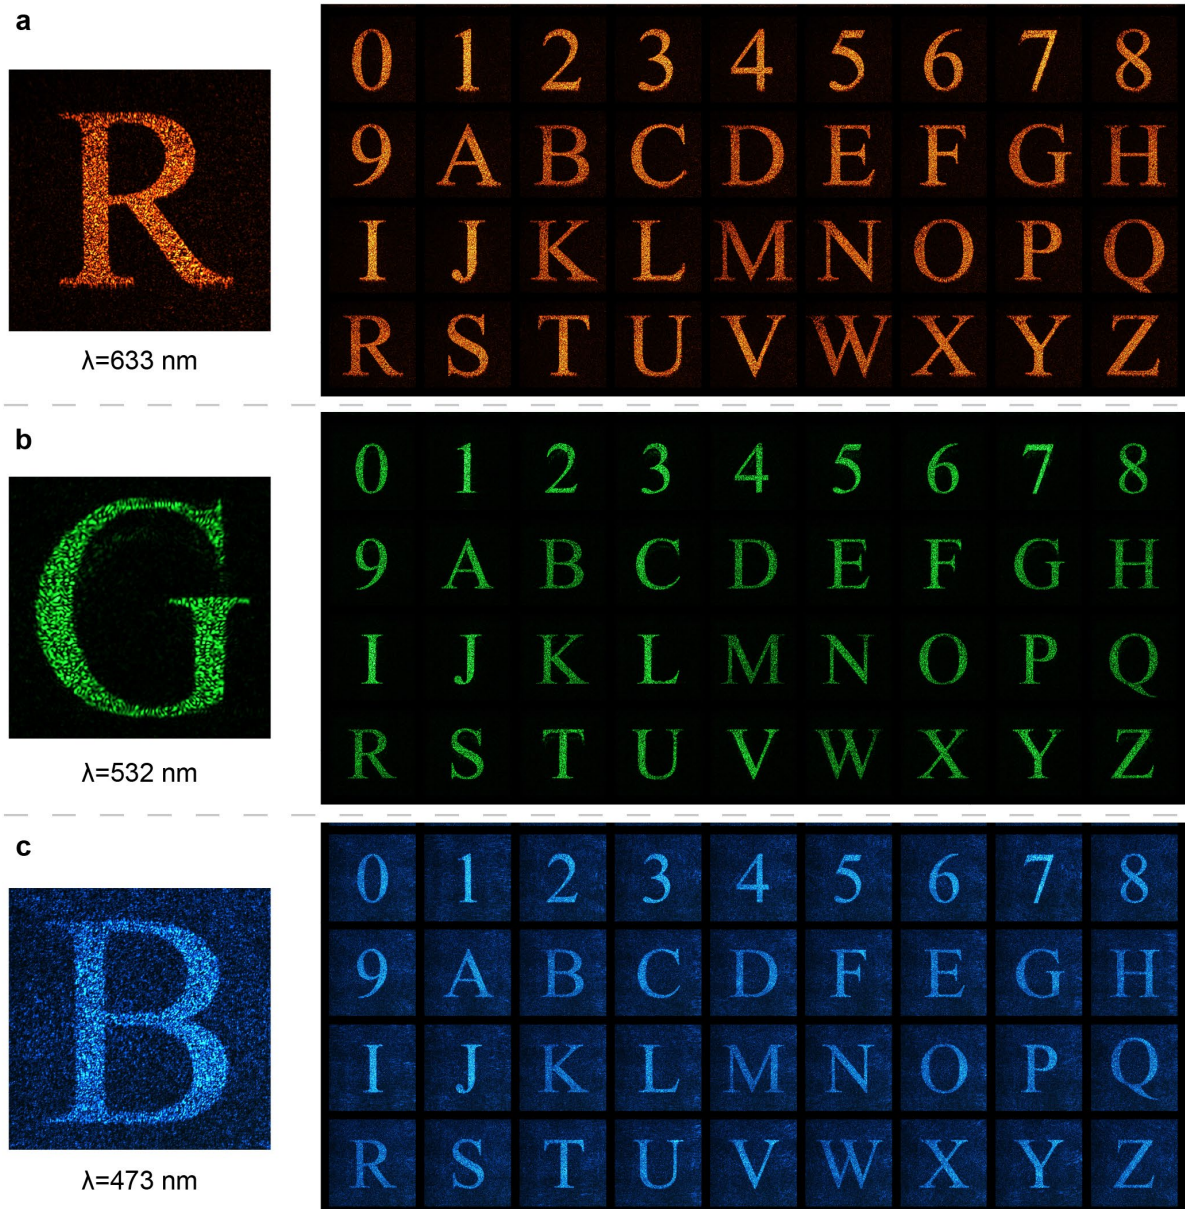 a
R
λ=633 nm
0 1 2 3 4 5 6 7 8
9 A B C D E F G H
I J K L M N O P Q
R S T U V W X Y Z
b
G
λ=532 nm
0 1 2 3 4 5 6 7 8
9 A B C D E F G H
I J K L M N O P Q
R S T U V W X Y Z
c
B
λ=473 nm
0 1 2 3 4 5 6 7 8
9 A B C D F E G H
I J K L M N O P Q
R S T U V W X Y Z